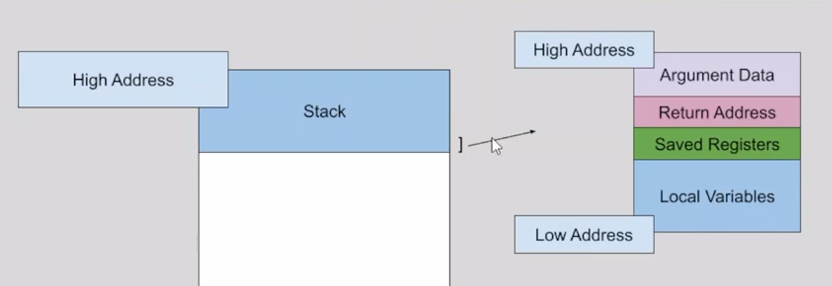 High Address
Stack
]
High Address
Argument Data
Return Address
Saved Registers
Local Variables
Low Address